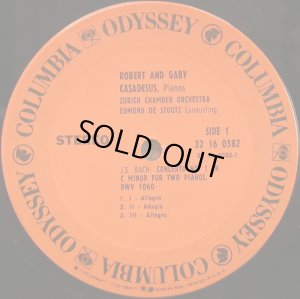 COLUMBIA ODYSSEY COLUMBIA ODYSSEY COLUMBIA ODYSSEY
ROBERT AND GABY
CASADESUS, Pianos
ZURICH CHAMBER ORCHESTRA
EDMOND DE STOUTZ Conducting
SIDE 1
STEREO
32 16 0382
SOLD OUT
J.S. BACH: CONCERTO IN
C MINOR FOR TWO PIANOS,
BWV 1060
1. I - Allegro
2. II - Adagio
3. III - Allegro